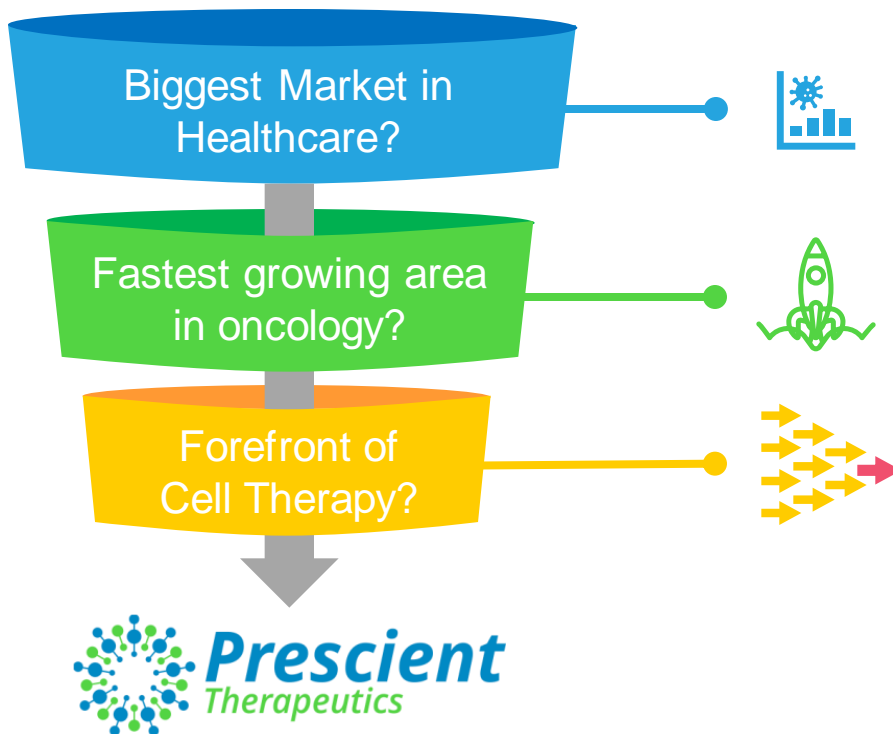 Biggest Market in
Healthcare?
Fastest growing area
in oncology?
Forefront of
Cell Therapy?
Prescient
Therapeutics